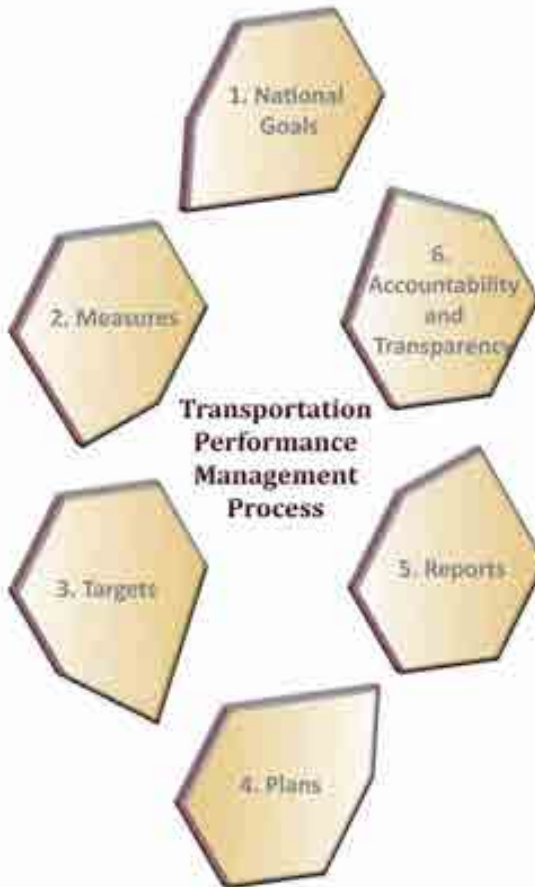 1. National
Goals
2. Measures
3. Targets
4. Plans
5. Reports
6.
Accountability
and
Transparency
Transportation
Performance
Management
Process